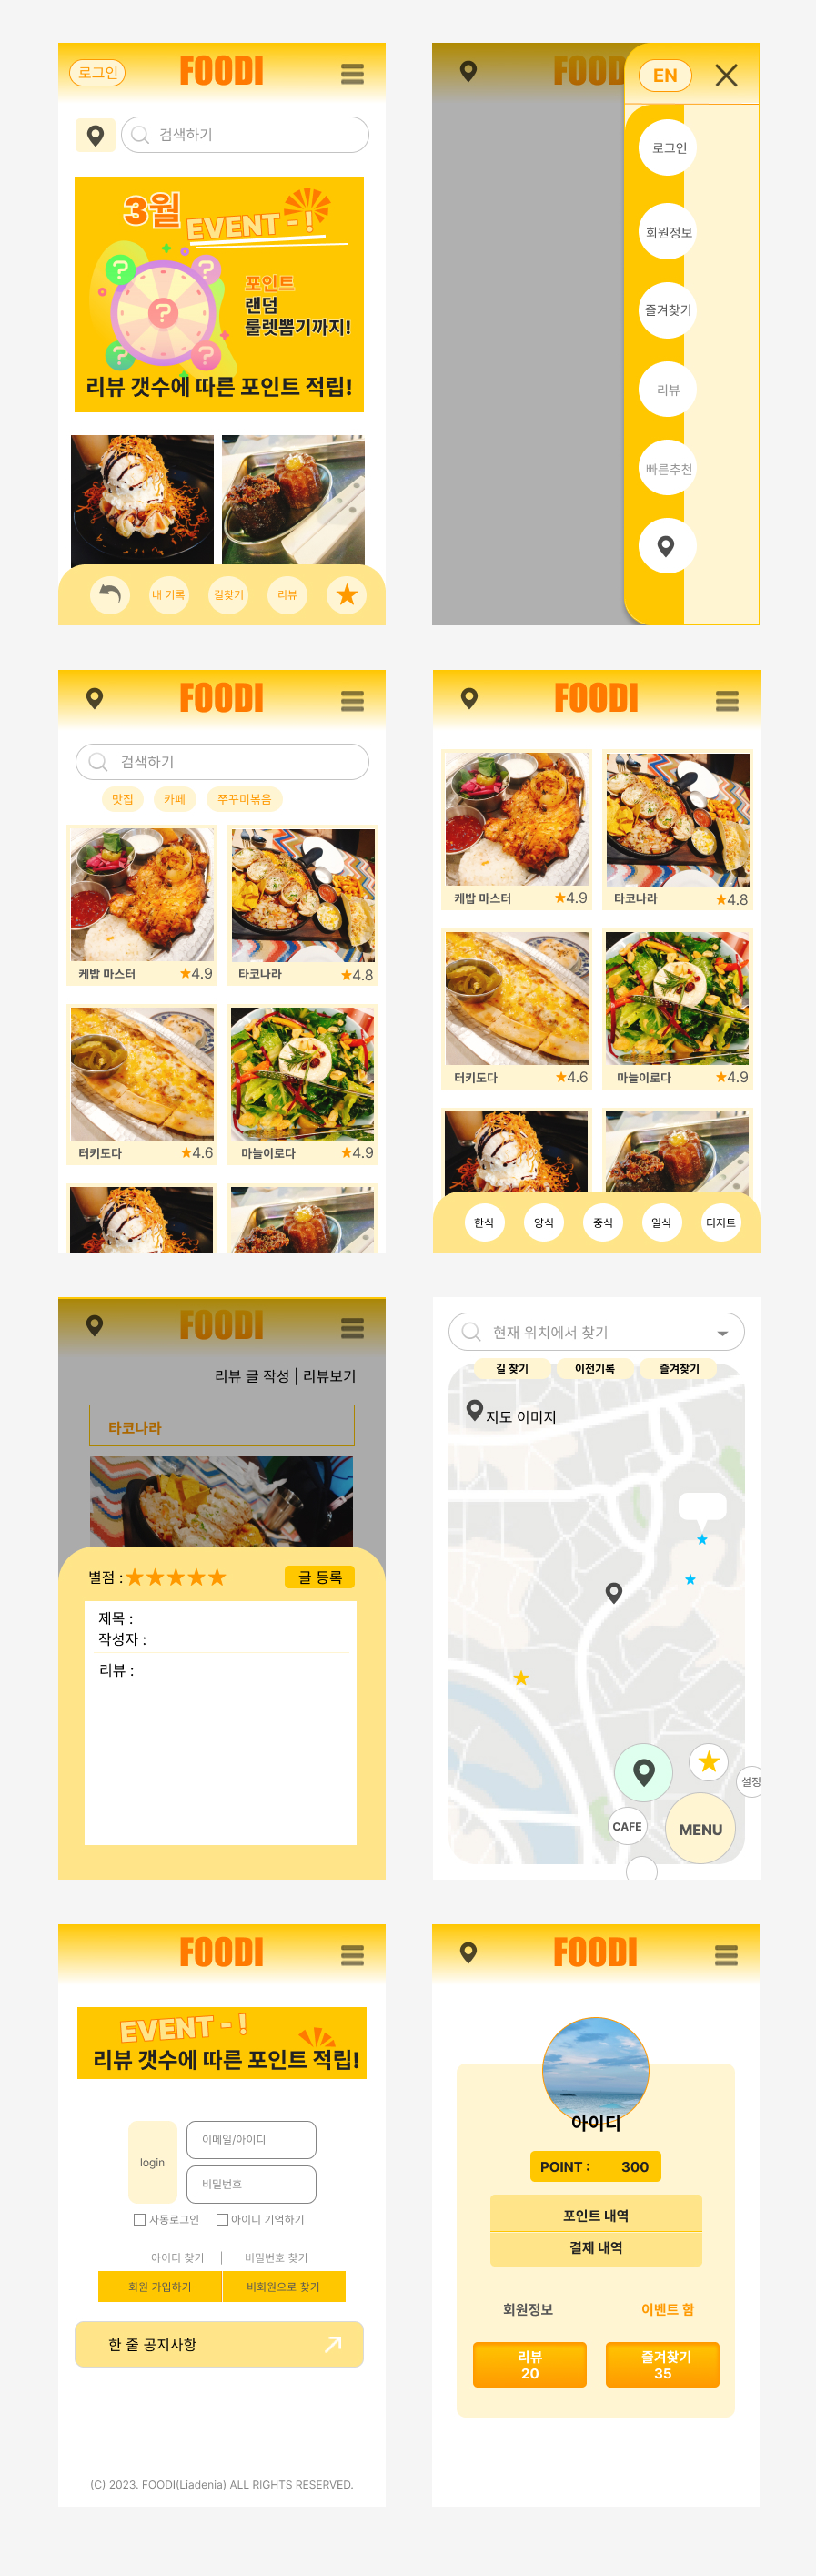 로그인
FOODI
검색하기
3월
EVENT - !
?
?
?
?
?
포인트
랜덤
룰렛뽑기까지!
리뷰 갯수에 따른 포인트 적립!
내 기록
길찾기
리뷰
FOODI
EN
로그인
회원정보
즐겨찾기
리뷰
빠른추천
FOODI
검색하기
맛집
카페
쭈꾸미볶음
케밥 마스터 ★4.9
타코나라 ★4.8
터키도다 ★4.6
마늘이로다 ★4.9
FOODI
케밥 마스터 ★4.9
타코나라 ★4.8
터키도다 ★4.6
마늘이로다 ★4.9
한식
양식
중식
일식
디저트
FOODI
리뷰 글 작성 | 리뷰보기
타코나라
별점 : ★★★★★
글 등록
제목 :
작성자 :
리뷰 :
현재 위치에서 찾기
길 찾기
이전기록
즐겨찾기
지도 이미지
설정
CAFE
MENU
FOODI
EVENT - !
리뷰 갯수에 따른 포인트 적립!
login
이메일/아이디
비밀번호
자동로그인
아이디 기억하기
아이디 찾기 | 비밀번호 찾기
회원 가입하기
비회원으로 찾기
한 줄 공지사항
(C) 2023. FOODI(Liadenia) ALL RIGHTS RESERVED.
FOODI
아이디
POINT : 300
포인트 내역
결제 내역
회원정보
이벤트 함
리뷰
20
즐겨찾기
35